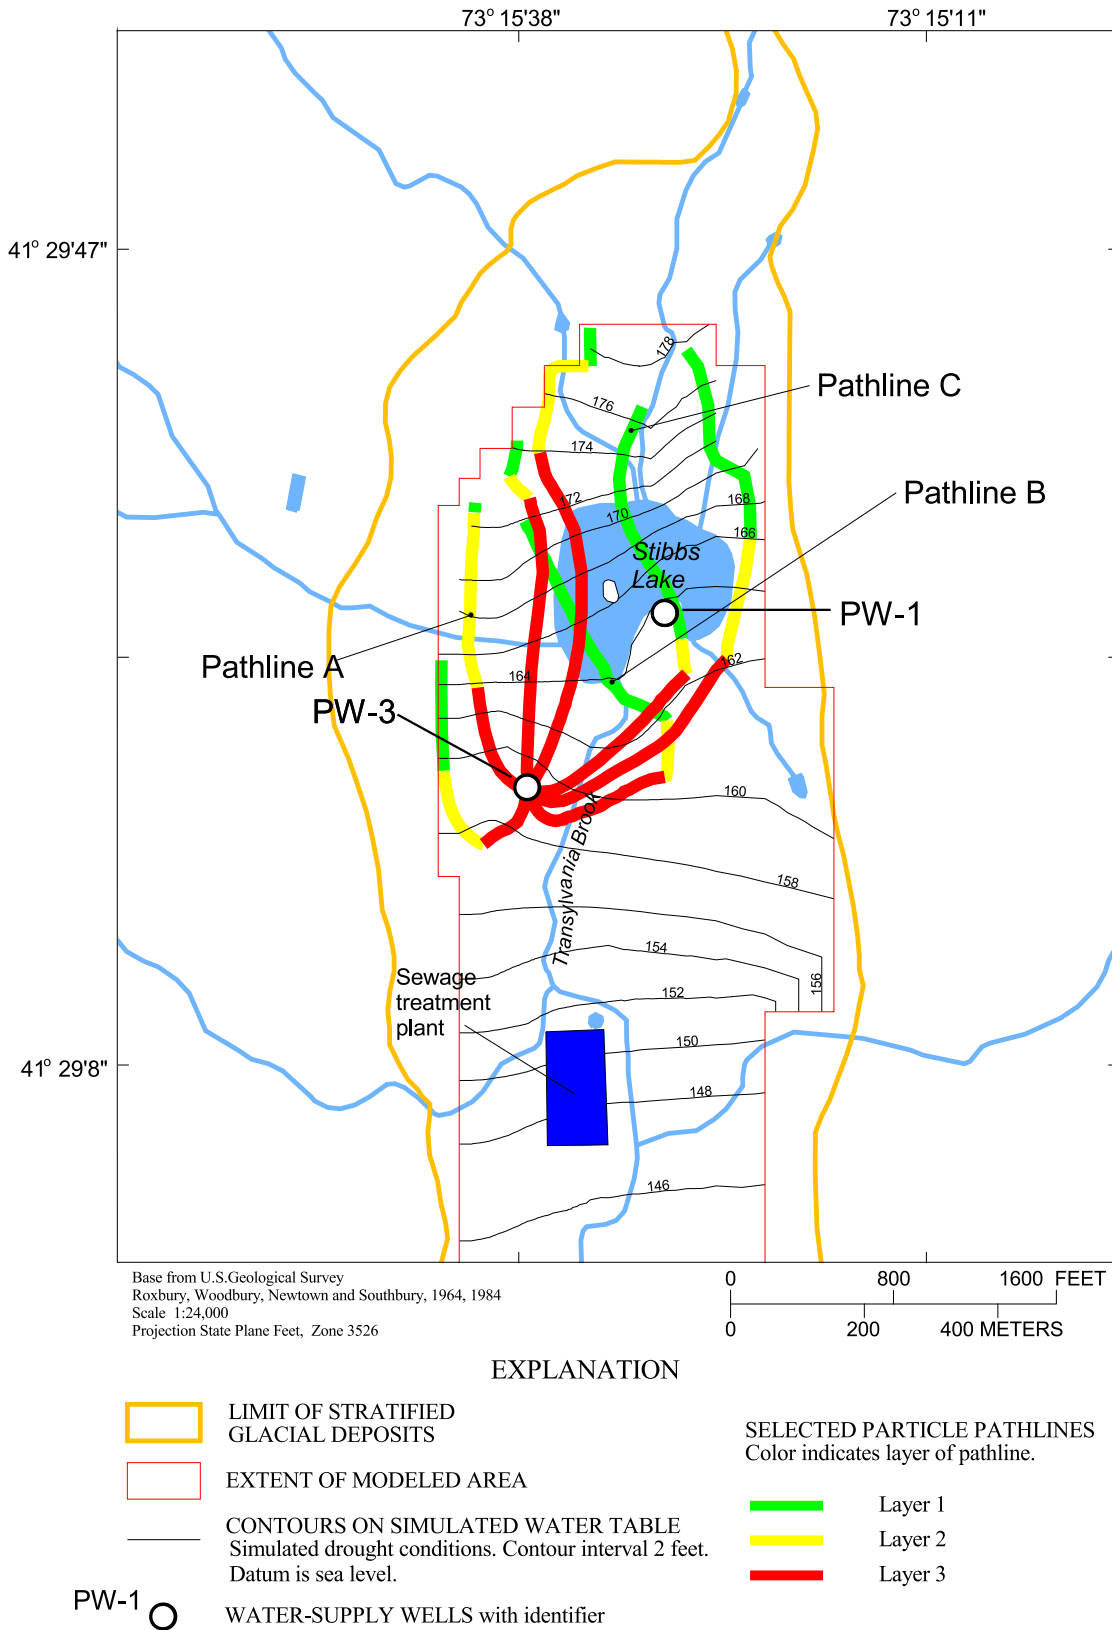 73° 15'38"
73° 15'11"
41° 29'47"
178
Pathline C
176
174
Pathline B
172
168
170
166
Stibbs
Lake
PW-1
Pathline A
162
164
PW-3
160
Transylvania Brook
158
154
Sewage
treatment
plant
156
152
150
41° 29'8"
148
146
Base from U.S.Geological Survey
Roxbury, Woodbury, Newtown and Southbury, 1964, 1984
Scale 1:24,000
Projection State Plane Feet, Zone 3526
0 800 1600 FEET
0 200 400 METERS
EXPLANATION
LIMIT OF STRATIFIED
GLACIAL DEPOSITS
EXTENT OF MODELED AREA
CONTOURS ON SIMULATED WATER TABLE
Simulated drought conditions. Contour interval 2 feet.
Datum is sea level.
PW-1
WATER-SUPPLY WELLS with identifier
SELECTED PARTICLE PATHLINES
Color indicates layer of pathline.
Layer 1
Layer 2
Layer 3